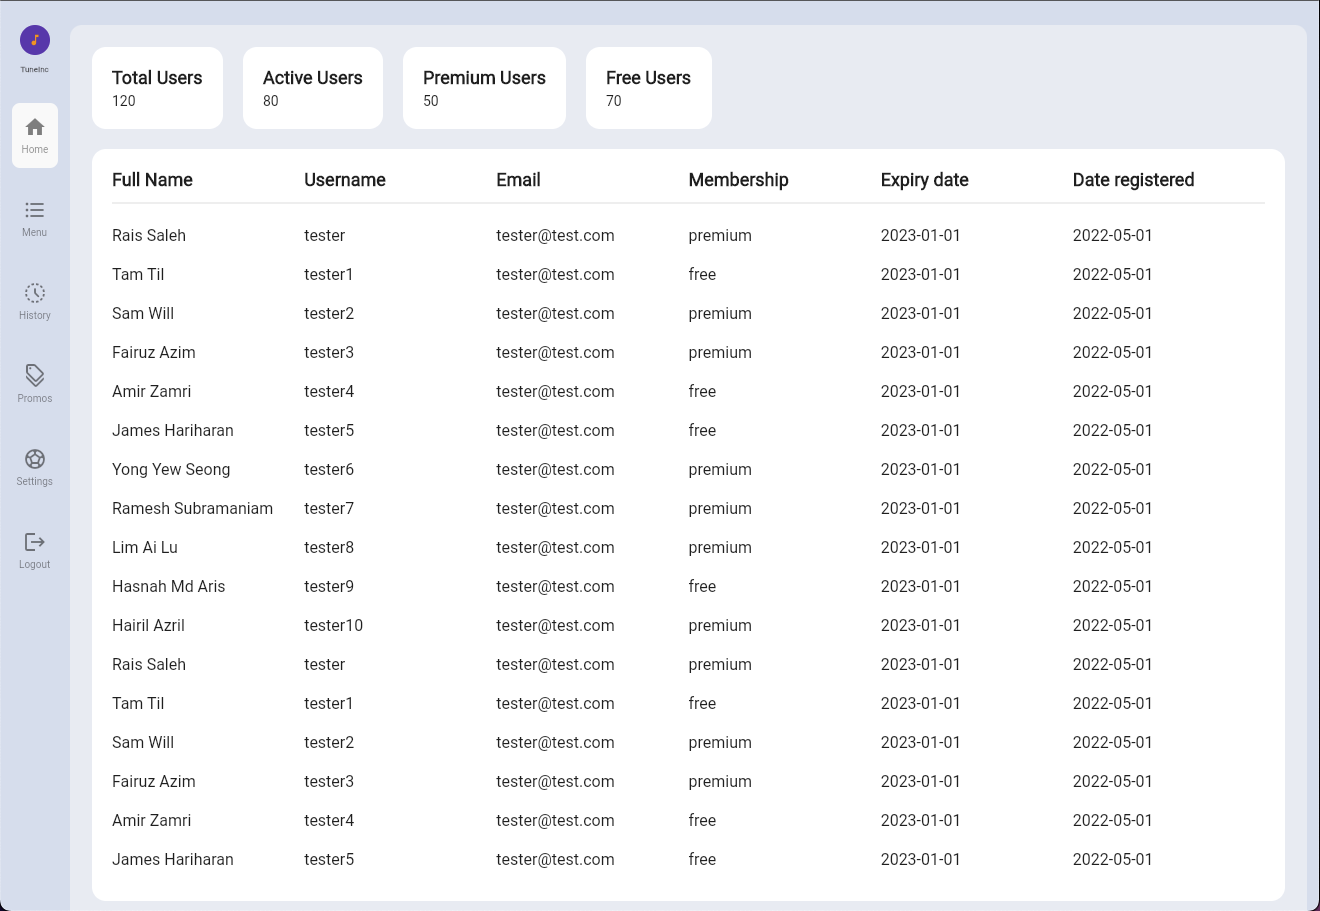 TuneInc
Home
Menu
History
Promos
Settings
Logout
Total Users
120
Active Users
80
Premium Users
50
Free Users
70
Full Name Username Email Membership Expiry date Date registered
Rais Saleh tester tester@test.com premium 2023-01-01 2022-05-01
Tam Til tester1 tester@test.com free 2023-01-01 2022-05-01
Sam Will tester2 tester@test.com premium 2023-01-01 2022-05-01
Fairuz Azim tester3 tester@test.com premium 2023-01-01 2022-05-01
Amir Zamri tester4 tester@test.com free 2023-01-01 2022-05-01
James Hariharan tester5 tester@test.com free 2023-01-01 2022-05-01
Yong Yew Seong tester6 tester@test.com premium 2023-01-01 2022-05-01
Ramesh Subramaniam tester7 tester@test.com premium 2023-01-01 2022-05-01
Lim Ai Lu tester8 tester@test.com premium 2023-01-01 2022-05-01
Hasnah Md Aris tester9 tester@test.com free 2023-01-01 2022-05-01
Hairil Azril tester10 tester@test.com premium 2023-01-01 2022-05-01
Rais Saleh tester tester@test.com premium 2023-01-01 2022-05-01
Tam Til tester1 tester@test.com free 2023-01-01 2022-05-01
Sam Will tester2 tester@test.com premium 2023-01-01 2022-05-01
Fairuz Azim tester3 tester@test.com premium 2023-01-01 2022-05-01
Amir Zamri tester4 tester@test.com free 2023-01-01 2022-05-01
James Hariharan tester5 tester@test.com free 2023-01-01 2022-05-01